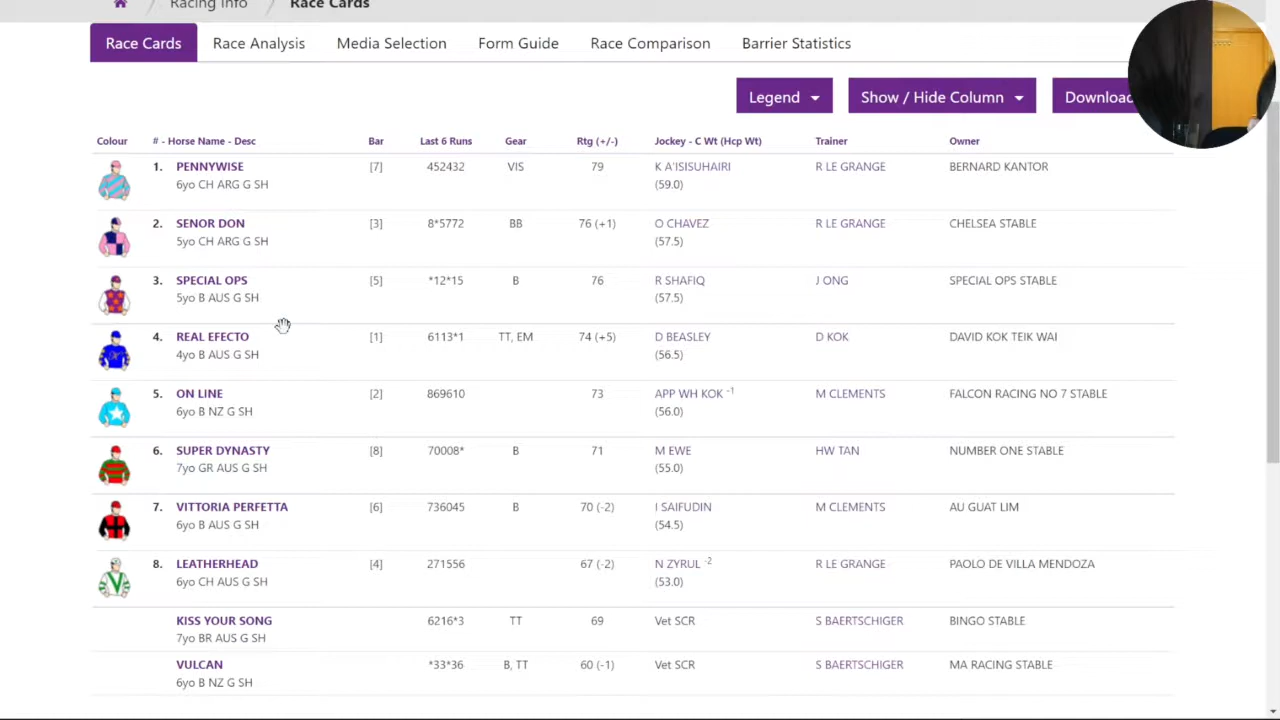 Racing Info / Race Cards
Race Cards Race Analysis Media Selection Form Guide Race Comparison Barrier Statistics
Legend Show / Hide Column Download
Colour # - Horse Name - Desc Bar Last 6 Runs Gear Rtg (+/-) Jockey - C Wt (Hcp Wt) Trainer Owner
1. PENNYWISE [7] 452432 VIS 79 K A'ISISUHAIRI R LE GRANGE BERNARD KANTOR
6yo CH ARG G SH (59.0)
2. SENOR DON [3] 8*5772 BB 76 (+1) O CHAVEZ R LE GRANGE CHELSEA STABLE
5yo CH ARG G SH (57.5)
3. SPECIAL OPS [5] *12*15 B 76 R SHAFIQ J ONG SPECIAL OPS STABLE
5yo B AUS G SH (57.5)
4. REAL EFECTO [1] 6113*1 TT, EM 74 (+5) D BEASLEY D KOK DAVID KOK TEIK WAI
4yo B AUS G SH (56.5)
5. ON LINE [2] 869610 73 APP WH KOK -1 M CLEMENTS FALCON RACING NO 7 STABLE
6yo B NZ G SH (56.0)
6. SUPER DYNASTY [8] 70008* B 71 M EWE HW TAN NUMBER ONE STABLE
7yo GR AUS G SH (55.0)
7. VITTORIA PERFETTA [6] 736045 B 70 (-2) I SAIFUDIN M CLEMENTS AU GUAT LIM
6yo B AUS G SH (54.5)
8. LEATHERHEAD [4] 271556 67 (-2) N ZYRUL -2 R LE GRANGE PAOLO DE VILLA MENDOZA
6yo CH AUS G SH (53.0)
KISS YOUR SONG 6216*3 TT 69 Vet SCR S BAERTSCHIGER BINGO STABLE
7yo BR AUS G SH
VULCAN *33*36 B, TT 60 (-1) Vet SCR S BAERTSCHIGER MA RACING STABLE
6yo B NZ G SH